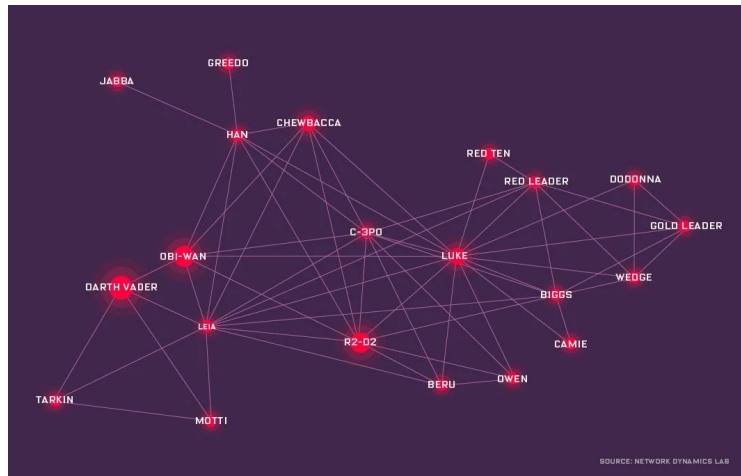 GREEDO
JABBA
CHEWBACCA
HAN
RED TEN
RED LEADER
DODONNA
C-3PO
GOLD LEADER
OBI-WAN
LUKE
DARTH VADER
WEDGE
BIGGS
LEIA
R2-D2
CAMIE
OWEN
BERU
TARKIN
MOTTI
SOURCE: NETWORK DYNAMICS LAB